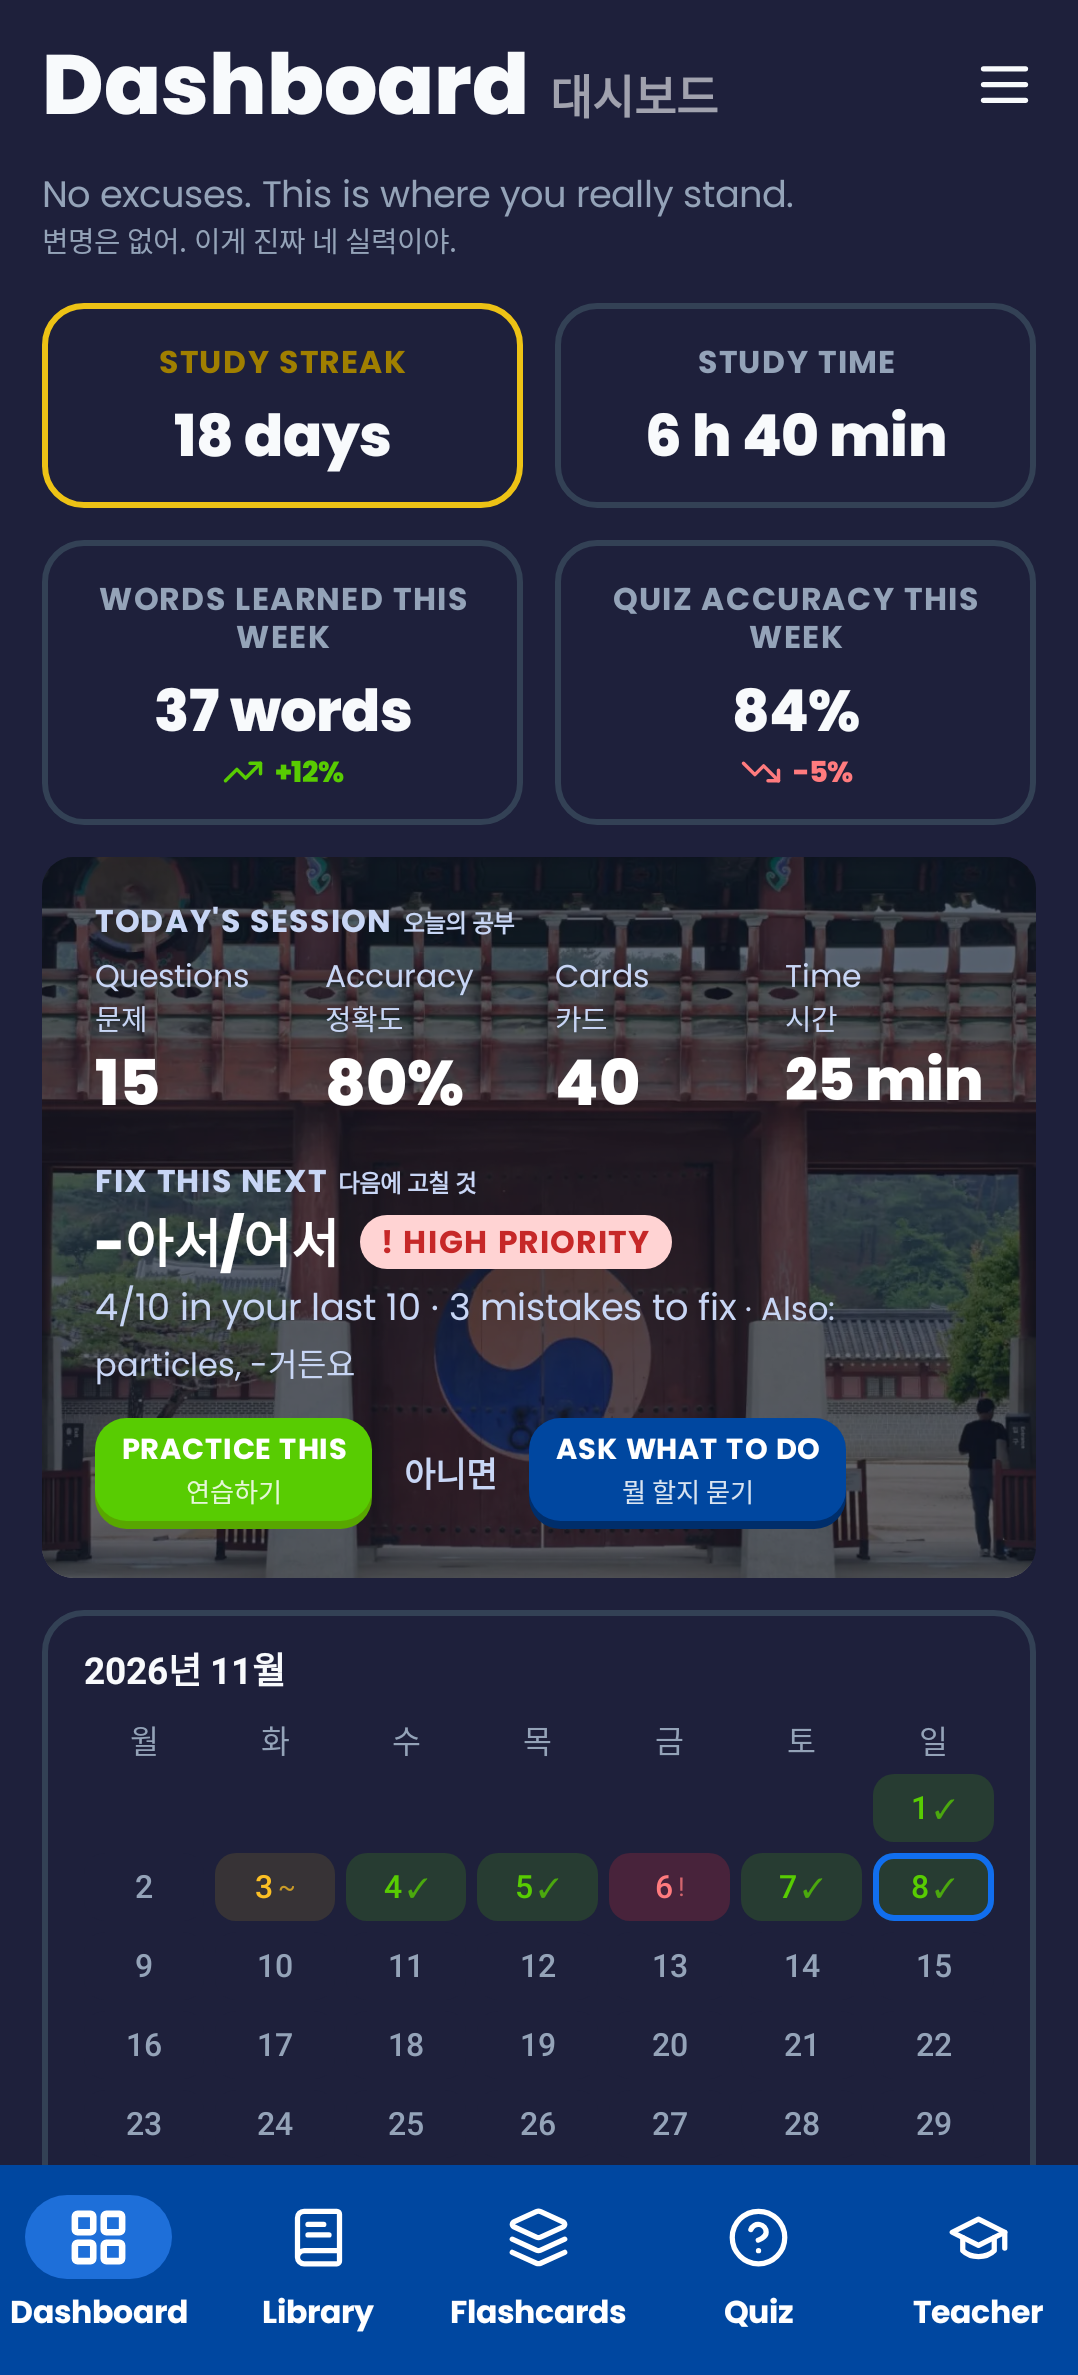 Dashboard 대시보드
No excuses. This is where you really stand.
변명은 없어. 이게 진짜 네 실력이야.
STUDY STREAK
18 days
STUDY TIME
6 h 40 min
WORDS LEARNED THIS
WEEK
37 words
+12%
QUIZ ACCURACY THIS
WEEK
84%
-5%
TODAY'S SESSION 오늘의 공부
Questions Accuracy Cards Time
문제 정확도 카드 시간
15 80% 40 25 min
FIX THIS NEXT 다음에 고칠 것
-아서/어서 ! HIGH PRIORITY
4/10 in your last 10 · 3 mistakes to fix · Also:
particles, -거든요
PRACTICE THIS
연습하기
아니면
ASK WHAT TO DO
뭘 할지 묻기
2026년 11월
월 화 수 목 금 토 일
1 ✓
2 3 ~ 4 ✓ 5 ✓ 6 ! 7 ✓ 8 ✓
9 10 11 12 13 14 15
16 17 18 19 20 21 22
23 24 25 26 27 28 29
Dashboard Library Flashcards Quiz Teacher